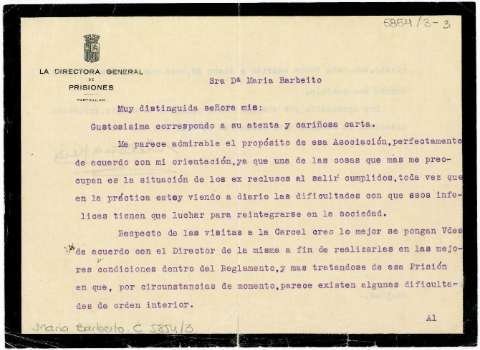 5854/3-3
LA DIRECTORA GENERAL
DE
PRISIONES
PARTICULAR
Sra Dª Maria Barbeito
Muy distinguida señora mia:
Gustosisima correspondo a su atenta y cariñosa carta.
Me parece admirable el propósito de esa Asociación,perfectamente
de acuerdo con mi orientación,ya que una de las cosas que mas me preo-
cupan es la situación de los ex reclusos al salir cumplidos,toda vez que
en la práctica estoy viendo a diario las dificultades con que esos infe-
lices tienen que luchar para reintegrarse en la sociedad.
Respecto de las visitas a la Carcel creo lo mejor se pongan Vdes
de acuerdo con el Director de la misma a fin de realizarlas en las mejo-
res condiciones dentro del Reglamento,y mas tratandose de esa Prisión
en que, por circunstancias de momento,parece existen algunas dificulta-
des de orden interior.
Al
Maria Barbeito C 5854/3